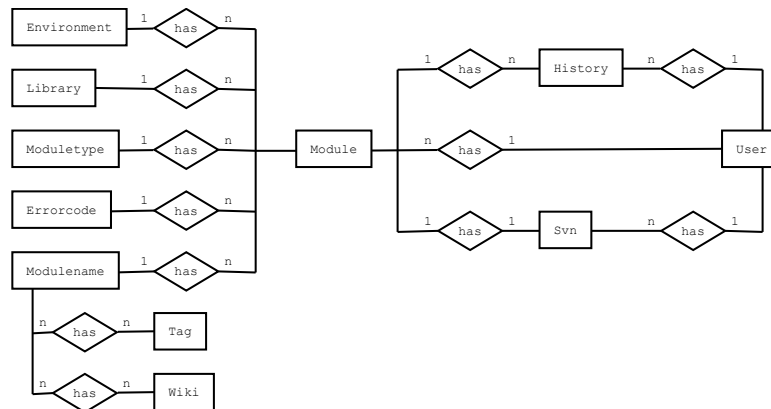 Environment 1 has n
Library 1 has n
1 has n History n has 1
Moduletype 1 has n
Module
n has 1
User
Errorcode 1 has n
1 has 1 Svn n has 1
Modulename 1 has n
n has n Tag
n has n Wiki